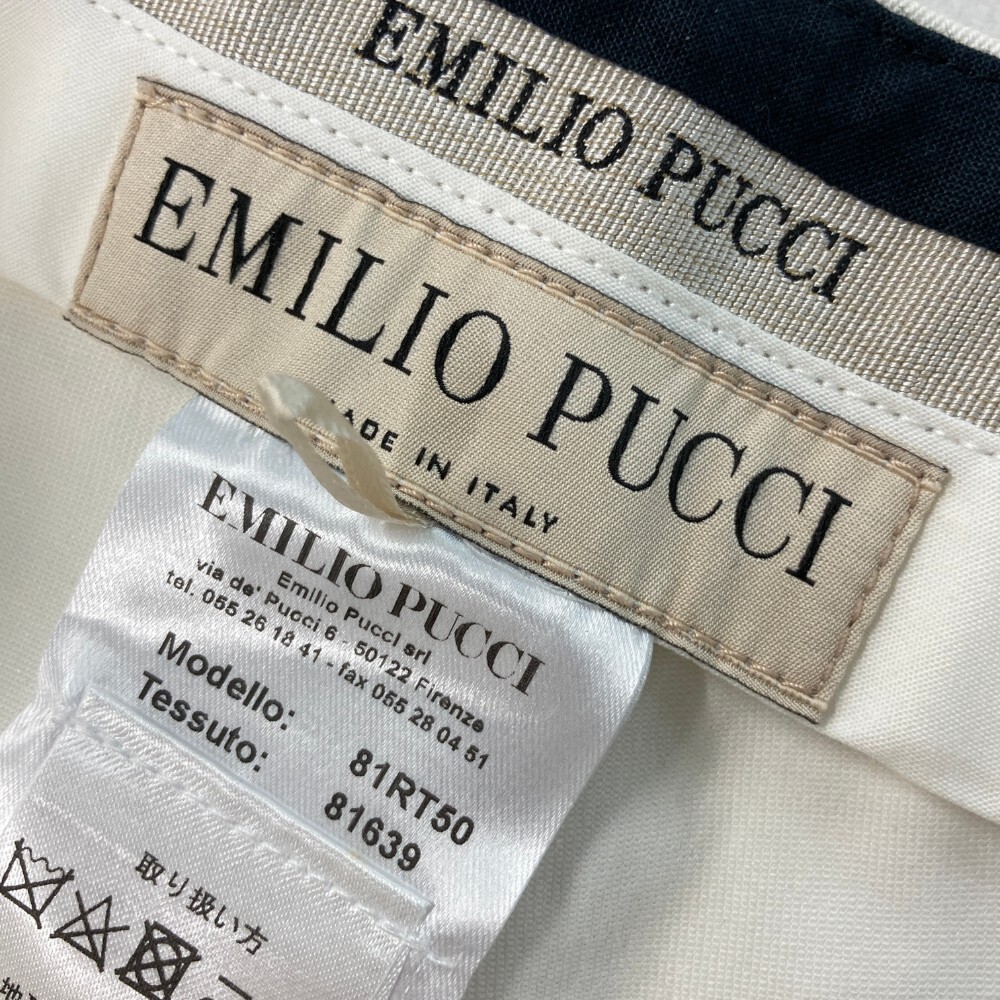 EMILIO PUCCI
EMILIO PUCCI
MADE IN ITALY
EMILIO PUCCI
Emilio Pucci srl
via de' Pucci 6 - 50122 Firenze
tel. 055 26 18 41 - fax 055 28 04 51
Modello: 81RT50
Tessuto: 81639
取り扱い方